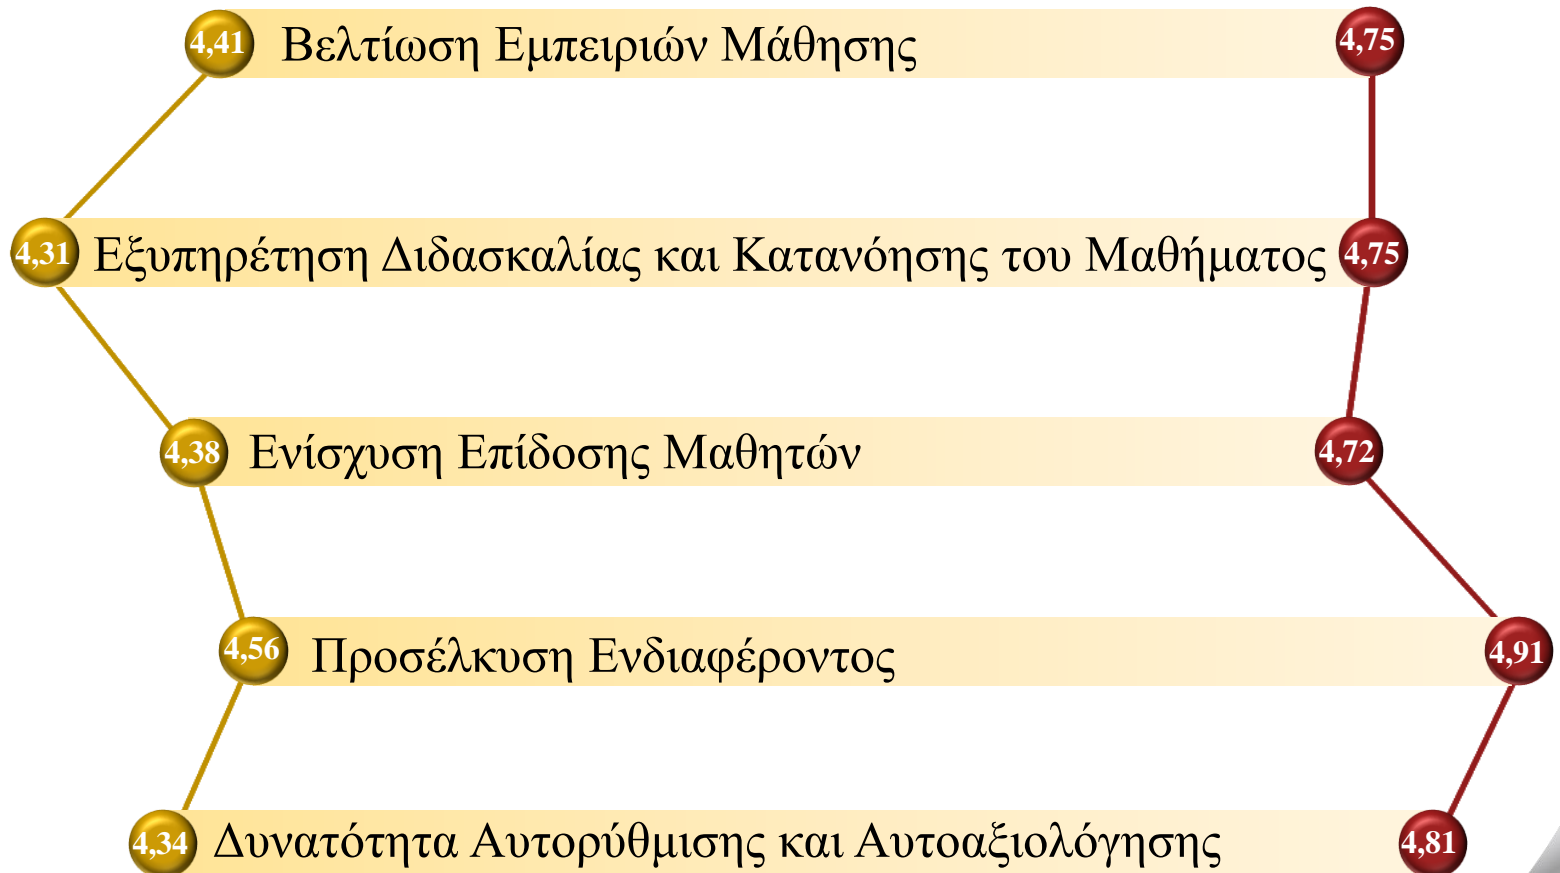 4,41 Βελτίωση Εμπειριών Μάθησης 4,75
4,31 Εξυπηρέτηση Διδασκαλίας και Κατανόησης του Μαθήματος 4,75
4,38 Ενίσχυση Επίδοσης Μαθητών 4,72
4,56 Προσέλκυση Ενδιαφέροντος 4,91
4,34 Δυνατότητα Αυτορύθμισης και Αυτοαξιολόγησης 4,81